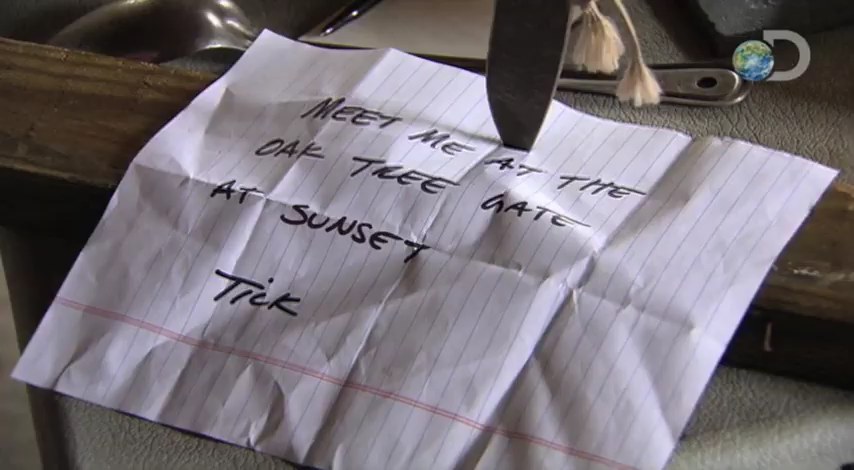 MEET ME AT THE
OAK TREE GATE
AT SUNSET
TicK
D